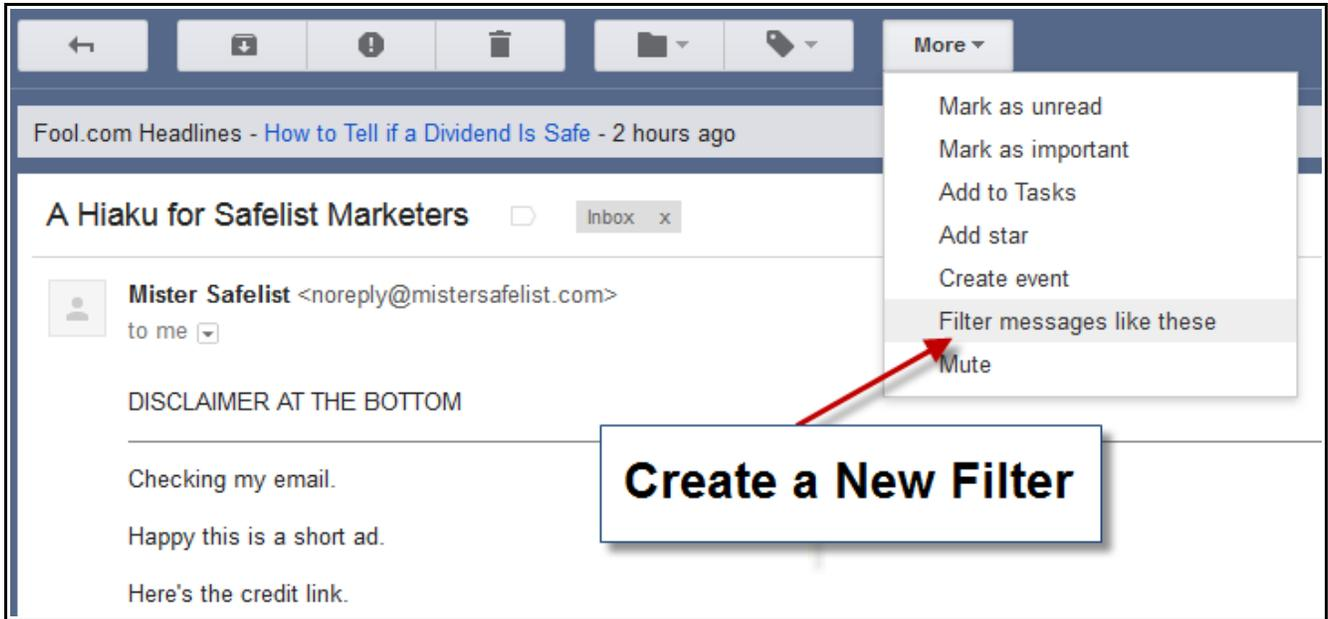 More
Mark as unread
Mark as important
Add to Tasks
Add star
Create event
Filter messages like these
Mute
Fool.com Headlines - How to Tell if a Dividend Is Safe - 2 hours ago
A Hiaku for Safelist Marketers Inbox x
Mister Safelist <noreply@mistersafelist.com>
to me
DISCLAIMER AT THE BOTTOM
Checking my email.
Happy this is a short ad.
Here's the credit link.
Create a New Filter